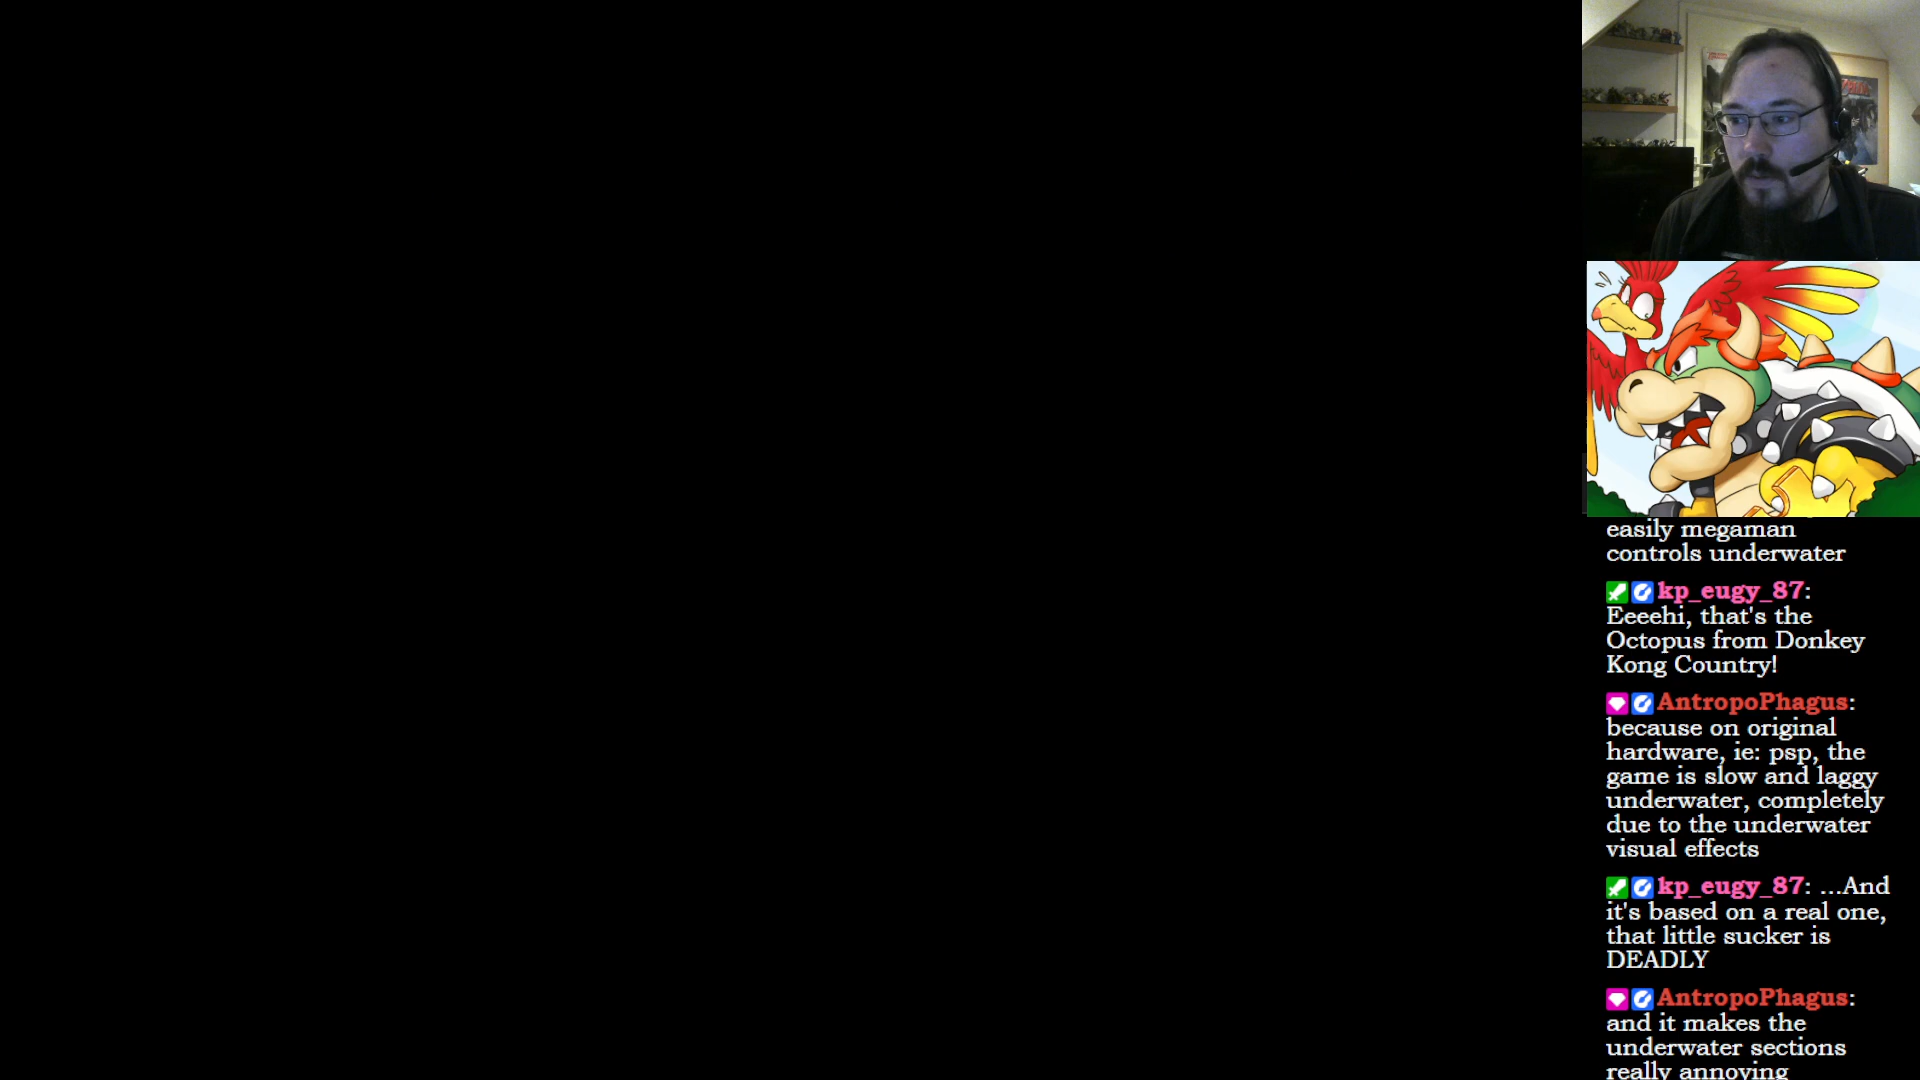 easily megaman
controls underwater
kp_eugy_87:
Eeeehi, that's the
Octopus from Donkey
Kong Country!
AntropoPhagus:
because on original
hardware, ie: psp, the
game is slow and laggy
underwater, completely
due to the underwater
visual effects
kp_eugy_87: ...And
it's based on a real one,
that little sucker is
DEADLY
AntropoPhagus:
and it makes the
underwater sections
really annoying